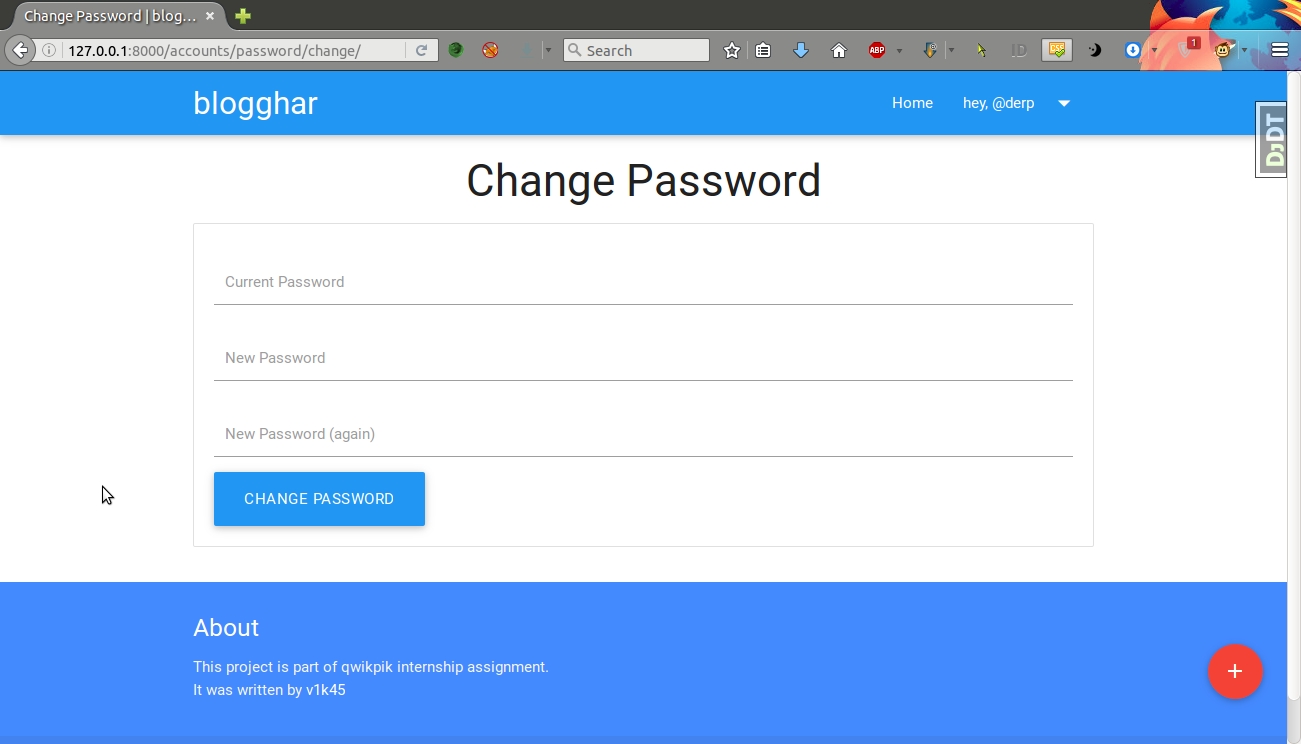 Change Password | blog...
127.0.0.1:8000/accounts/password/change/
Search
ABP
ID
1
blogghar
Home
hey, @derp
DjDT
Change Password
Current Password
New Password
New Password (again)
CHANGE PASSWORD
About
This project is part of qwikpik internship assignment.
It was written by v1k45